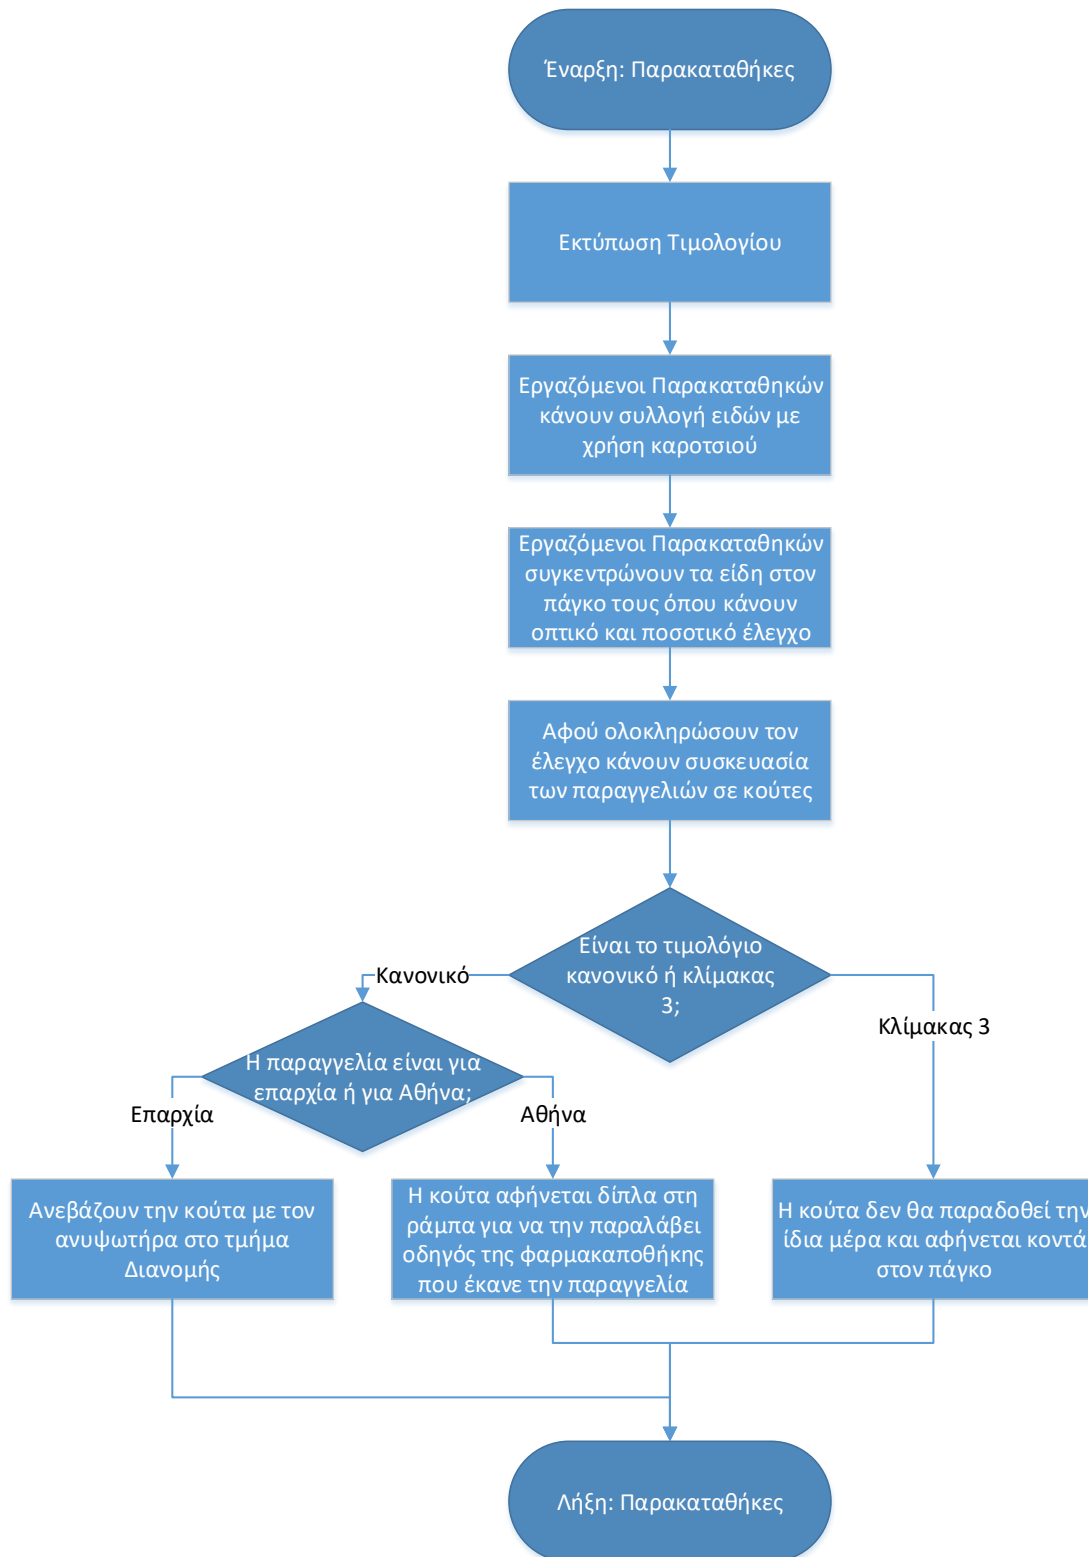 Έναρξη: Παρακαταθήκες
Εκτύπωση Τιμολογίου
Εργαζόμενοι Παρακαταθηκών
κάνουν συλλογή ειδών με
χρήση καροτσιού
Εργαζόμενοι Παρακαταθηκών
συγκεντρώνουν τα είδη στον
πάγκο τους όπου κάνουν
οπτικό και ποσοτικό έλεγχο
Αφού ολοκληρώσουν τον
έλεγχο κάνουν συσκευασία
των παραγγελιών σε κούτες
Είναι το τιμολόγιο
κανονικό ή κλίμακας
3;
Κανονικό
Κλίμακας 3
Η παραγγελία είναι για
επαρχία ή για Αθήνα;
Επαρχία
Αθήνα
Ανεβάζουν την κούτα με τον
ανυψωτήρα στο τμήμα
Διανομής
Η κούτα αφήνεται δίπλα στη
ράμπα για να την παραλάβει
οδηγός της φαρμακαποθήκης
που έκανε την παραγγελία
Η κούτα δεν θα παραδοθεί την
ίδια μέρα και αφήνεται κοντά
στον πάγκο
Λήξη: Παρακαταθήκες